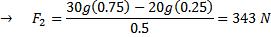 → F₂ = (30g(0.75) − 20g(0.25)) / 0.5 = 343 N